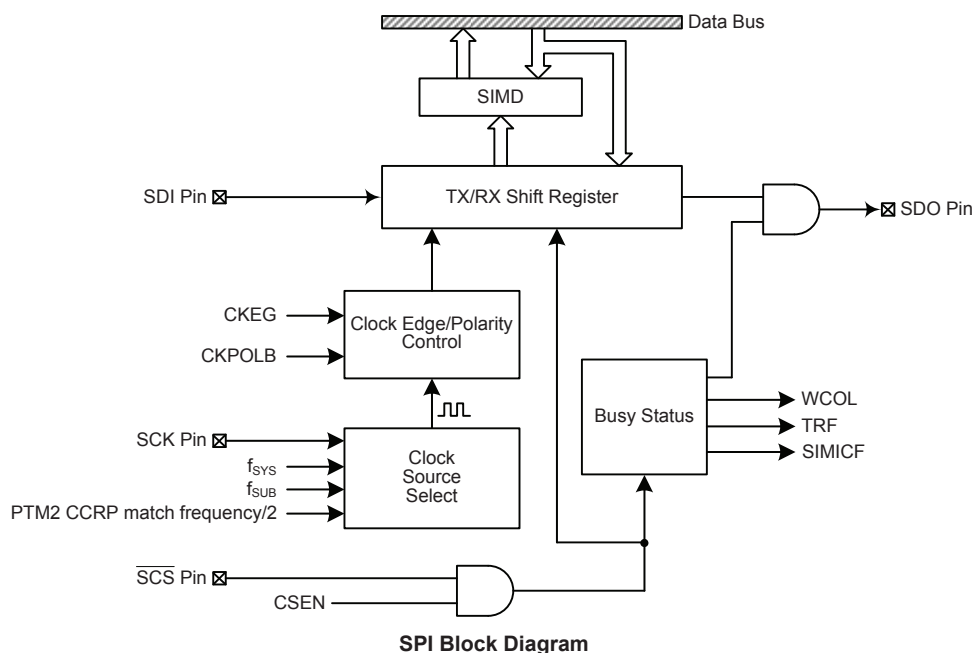 Data Bus
SIMD
SDI Pin
TX/RX Shift Register
SDO Pin
CKEG
CKPOLB
Clock Edge/Polarity
Control
Busy Status
WCOL
TRF
SIMICF
SCK Pin
fSYS
fSUB
PTM2 CCRP match frequency/2
Clock
Source
Select
SCS Pin
CSEN
SPI Block Diagram